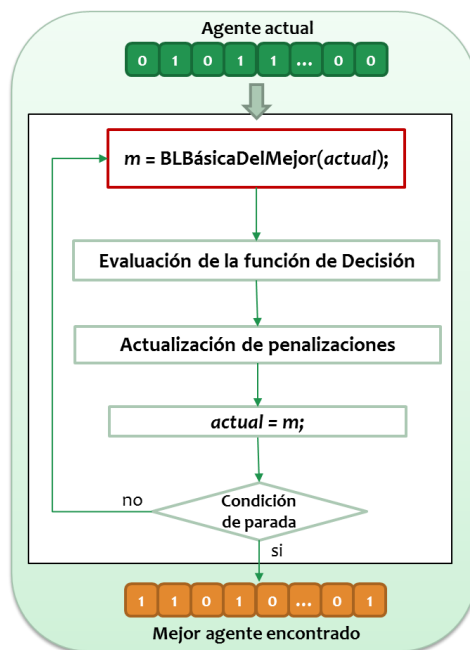 Agente actual
0 1 0 1 1 ... 0 0
m = BLBásicaDelMejor(actual);
Evaluación de la función de Decisión
Actualización de penalizaciones
actual = m;
no
Condición
de parada
si
1 1 0 1 0 ... 0 1
Mejor agente encontrado